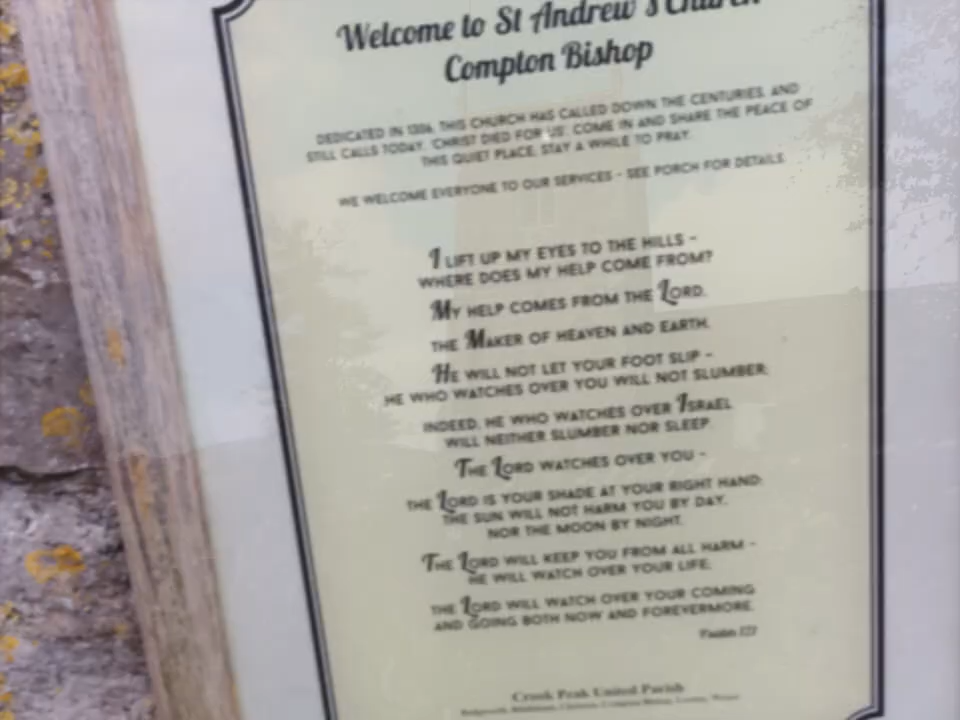 Welcome to St Andrew's Church
Compton Bishop
DEDICATED IN 1306, THIS CHURCH HAS CALLED DOWN THE CENTURIES, AND
STILL CALLS TODAY, 'CHRIST DIED FOR US'. COME IN AND SHARE THE PEACE OF
THIS QUIET PLACE, STAY A WHILE TO PRAY.
WE WELCOME EVERYONE TO OUR SERVICES - SEE PORCH FOR DETAILS.
I LIFT UP MY EYES TO THE HILLS -
WHERE DOES MY HELP COME FROM?
MY HELP COMES FROM THE LORD,
THE MAKER OF HEAVEN AND EARTH.
HE WILL NOT LET YOUR FOOT SLIP -
HE WHO WATCHES OVER YOU WILL NOT SLUMBER;
INDEED, HE WHO WATCHES OVER ISRAEL
WILL NEITHER SLUMBER NOR SLEEP.
THE LORD WATCHES OVER YOU -
THE LORD IS YOUR SHADE AT YOUR RIGHT HAND;
THE SUN WILL NOT HARM YOU BY DAY,
NOR THE MOON BY NIGHT.
THE LORD WILL KEEP YOU FROM ALL HARM -
HE WILL WATCH OVER YOUR LIFE;
THE LORD WILL WATCH OVER YOUR COMING
AND GOING BOTH NOW AND FOREVERMORE.
Psalm 121
Crook Peak United Parish
Compton Bishop,